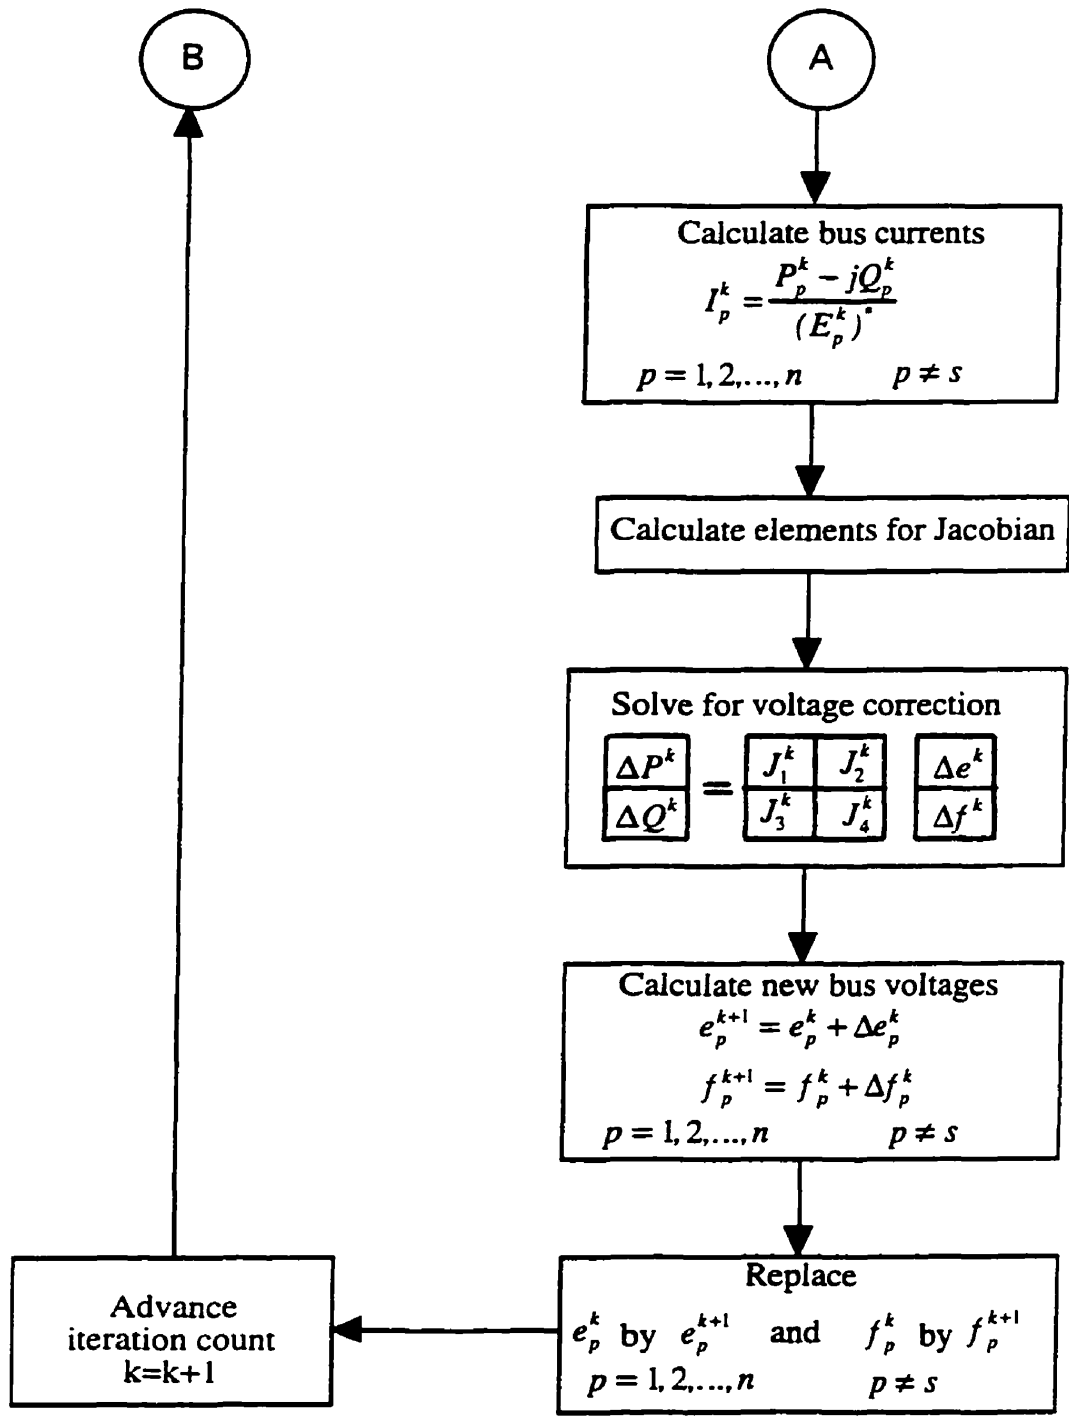 B
A
Calculate bus currents
I_p^k = (P_p^k − jQ_p^k) / (E_p^k)^*
p = 1, 2,..., n p ≠ s
Calculate elements for Jacobian
Solve for voltage correction
ΔP^k = J_1^k J_2^k Δe^k
ΔQ^k J_3^k J_4^k Δf^k
Calculate new bus voltages
e_p^{k+1} = e_p^k + Δe_p^k
f_p^{k+1} = f_p^k + Δf_p^k
p = 1, 2,..., n p ≠ s
Replace
e_p^k by e_p^{k+1} and f_p^k by f_p^{k+1}
p = 1, 2,..., n p ≠ s
Advance
iteration count
k=k+1